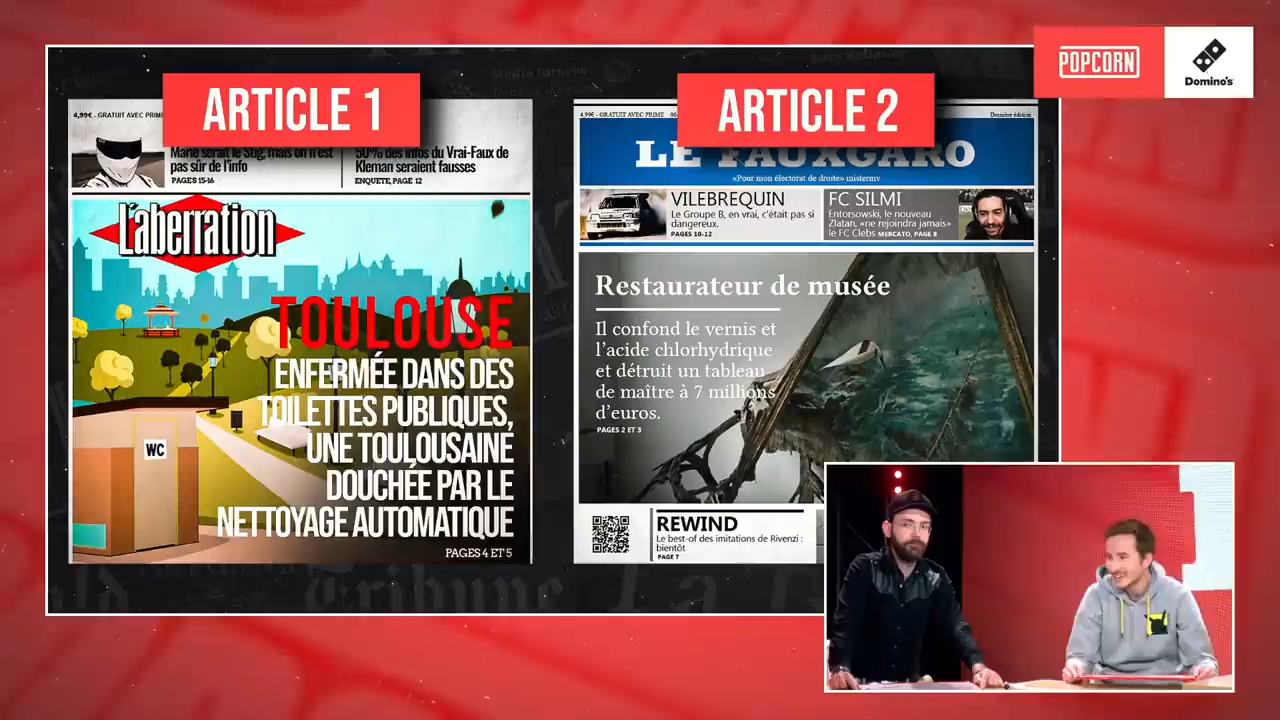 POPCORN
Domino's
ARTICLE 1
4,99€ - GRATUIT AVEC PRIME
Marie serait le Stig, mais on n'est
pas sûr de l'info
PAGES 15-16
50% des infos du Vrai-Faux de
Kleman seraient fausses
ENQUETE, PAGE 12
L'aberration
TOULOUSE
ENFERMÉE DANS DES
TOILETTES PUBLIQUES,
UNE TOULOUSAINE
DOUCHÉE PAR LE
NETTOYAGE AUTOMATIQUE
PAGES 4 ET 5
WC
ARTICLE 2
4,99€ - GRATUIT AVEC PRIME
Dernière édition
LE FAUXGARO
«Pour mon électorat de droite» mistermv
VILEBREQUIN
Le Groupe B, en vrai, c'était pas si
dangereux.
PAGES 10-12
FC SILMI
Entorsowski, le nouveau
Zlatan, «ne rejoindra jamais»
le FC Clebs MERCATO, PAGE 8
Restaurateur de musée
Il confond le vernis et
l'acide chlorhydrique
et détruit un tableau
de maître à 7 millions
d'euros.
PAGES 2 ET 3
REWIND
Le best-of des imitations de Rivenzi :
bientôt
PAGE 7